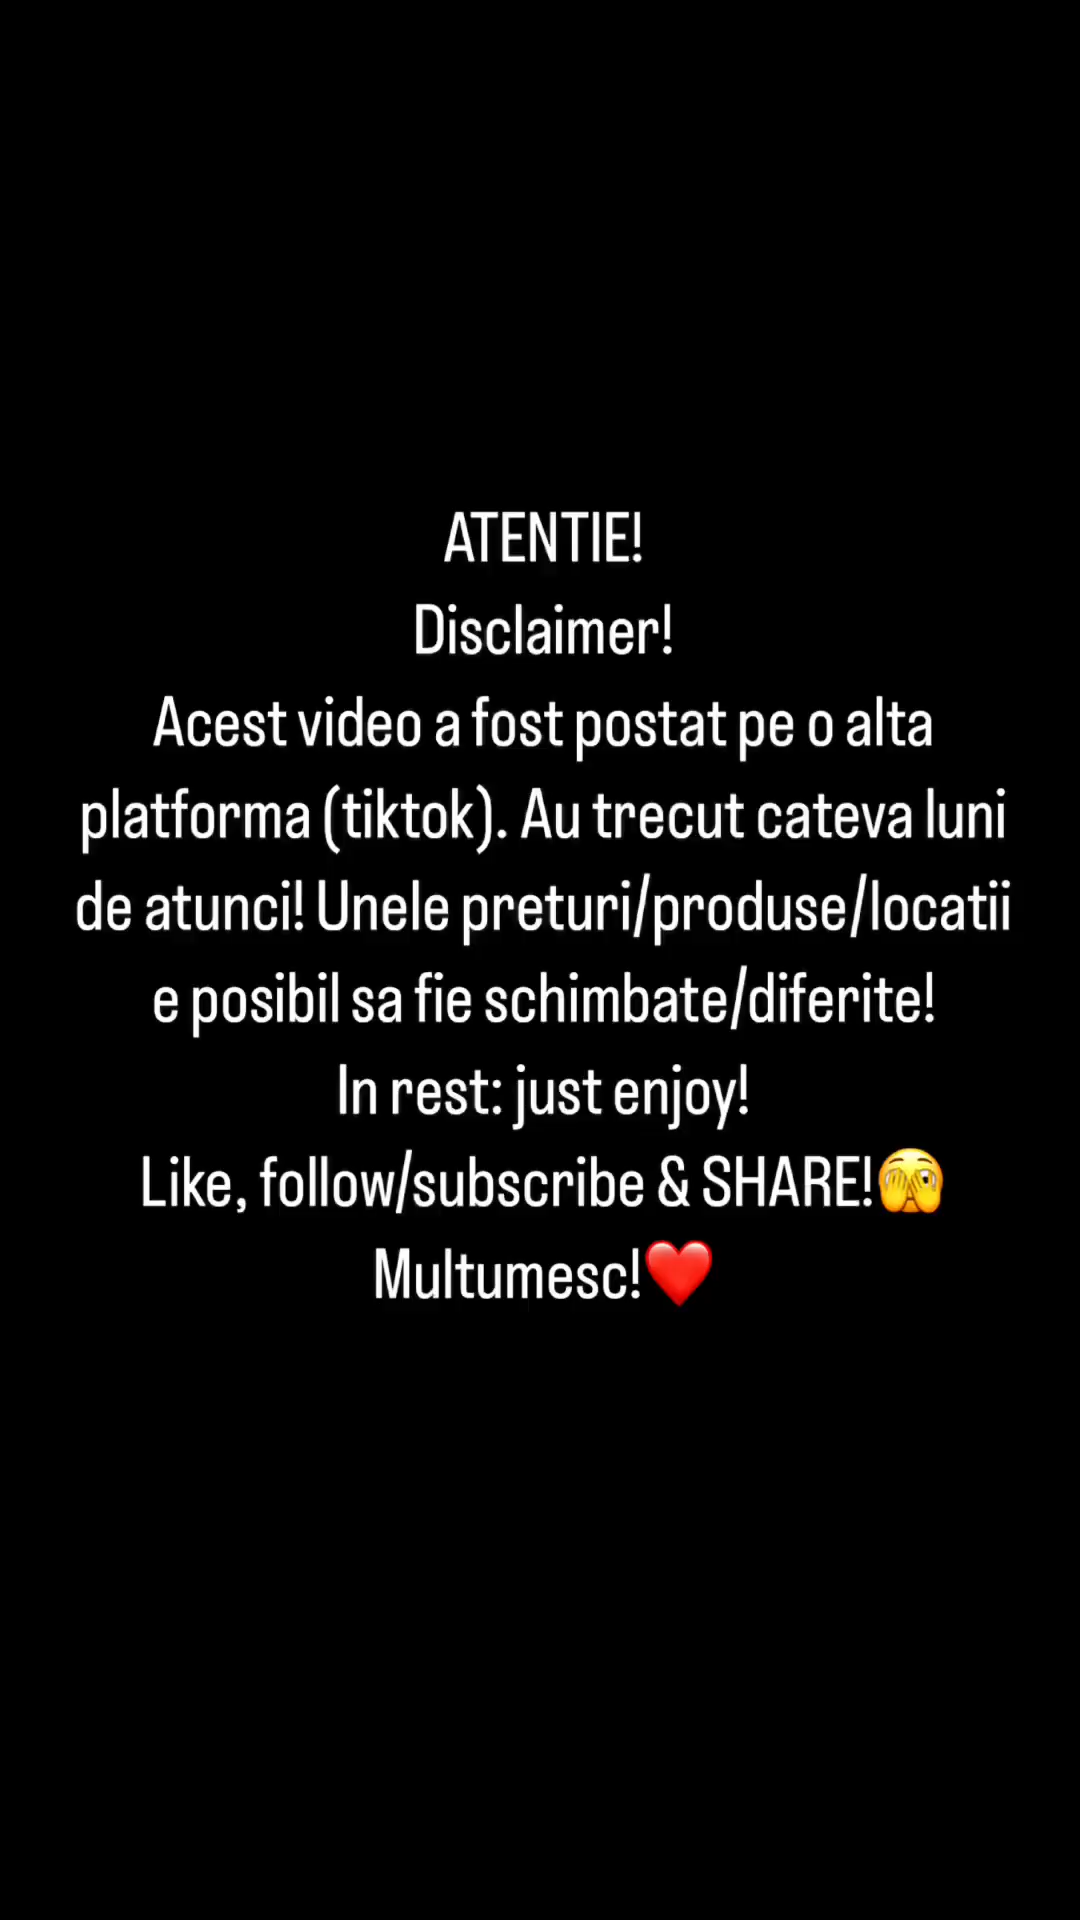 ATENTIE!
Disclaimer!
Acest video a fost postat pe o alta
platforma (tiktok). Au trecut cateva luni
de atunci! Unele preturi/produse/locatii
e posibil sa fie schimbate/diferite!
In rest: just enjoy!
Like, follow/subscribe & SHARE!🫣
Multumesc!❤️